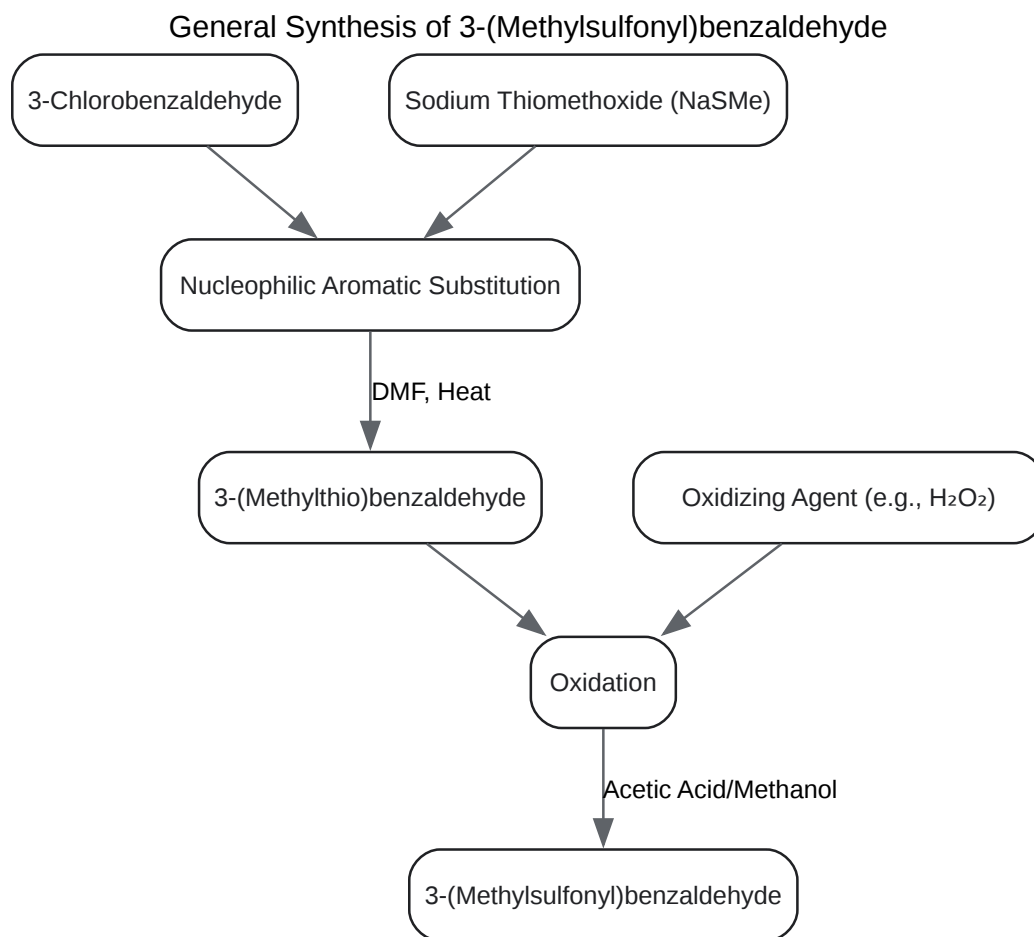 General Synthesis of 3-(Methylsulfonyl)benzaldehyde
3-Chlorobenzaldehyde
Sodium Thiomethoxide (NaSMe)
Nucleophilic Aromatic Substitution
DMF, Heat
3-(Methylthio)benzaldehyde
Oxidizing Agent (e.g., H₂O₂)
Oxidation
Acetic Acid/Methanol
3-(Methylsulfonyl)benzaldehyde